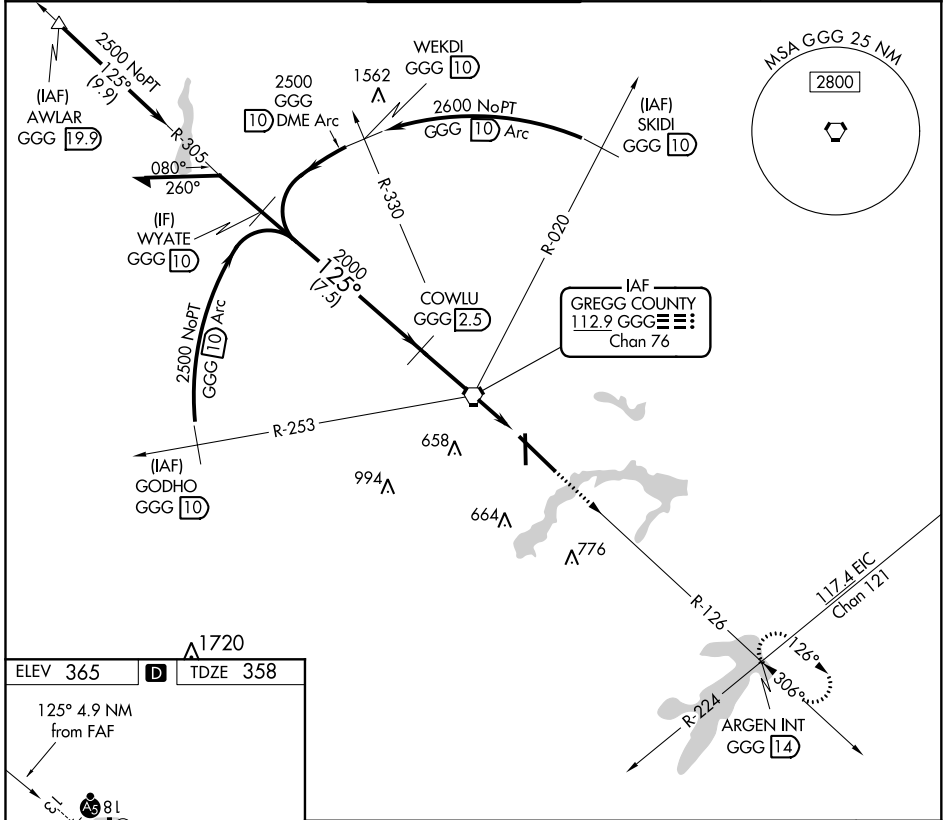 2500 NoPT
125°
(9.9)
(IAF)
AWLAR
GGG 19.9
R-305
080°
260°
(IF)
WYATE
GGG 10
2500
GGG
10 DME Arc
1562
WEKDI
GGG 10
2600 NoPT
GGG 10 Arc
(IAF)
SKIDI
GGG 10
MSA GGG 25 NM
2800
R-330
R-020
2000
125°
(7.5)
COWLU
GGG 2.5
IAF
GREGG COUNTY
112.9 GGG
Chan 76
2500 NoPT
GGG 10 Arc
R-253
(IAF)
GODHO
GGG 10
658
994
664
776
R-126
117.4 EIC
Chan 121
126°
306°
R-224
ARGEN INT
GGG 14
1720
ELEV 365 D TDZE 358
125° 4.9 NM
from FAF
13
A5
18